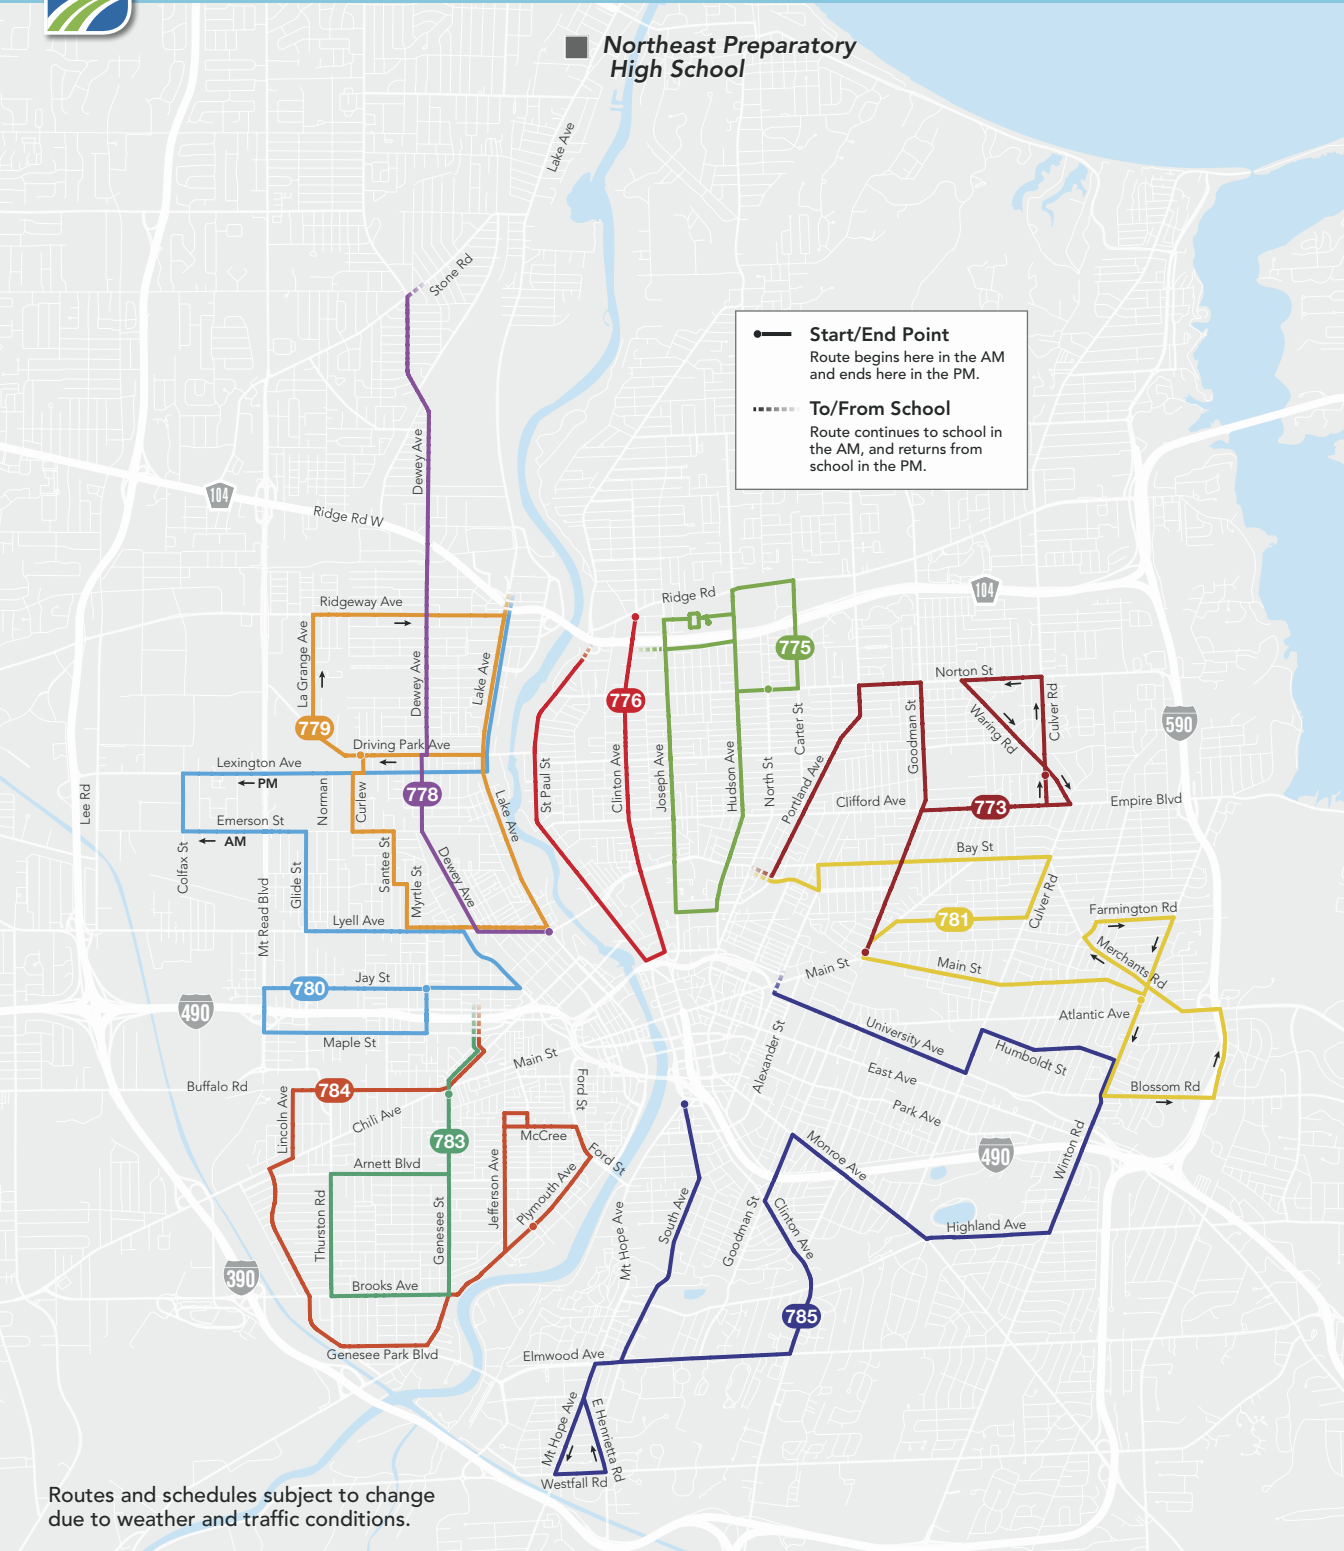 Northeast Preparatory
High School
Lake Ave
Stone Rd
Start/End Point
Route begins here in the AM
and ends here in the PM.
To/From School
Route continues to school in
the AM, and returns from
school in the PM.
Dewey Ave
104
Ridge Rd W
104
Ridge Rd
Ridgeway Ave
La Grange Ave
Dewey Ave
Lake Ave
775
776
Norton St
Culver Rd
Waring Rd
590
779
Driving Park Ave
Carter St
Goodman St
Lexington Ave
PM
Lee Rd
Norman
Curlew
778
St Paul St
Clinton Ave
Joseph Ave
Hudson Ave
North St
Portland Ave
Clifford Ave
773
Empire Blvd
Lake Ave
Emerson St
AM
Colfax St
Glide St
Santee St
Myrtle St
Dewey Ave
Bay St
Culver Rd
Mt Read Blvd
Lyell Ave
781
Farmington Rd
Merchants Rd
Main St
Main St
Jay St
780
490
Atlantic Ave
Maple St
University Ave
Humboldt St
Main St
Alexander St
East Ave
Blossom Rd
Buffalo Rd
784
Lincoln Ave
Chili Ave
Ford St
Park Ave
783
McCree
Ford St
Monroe Ave
490
Winton Rd
Arnett Blvd
Thurston Rd
Genesee St
Jefferson Ave
Plymouth Ave
Mt Hope Ave
South Ave
Goodman St
Clinton Ave
Highland Ave
390
Brooks Ave
785
Genesee Park Blvd
Elmwood Ave
Mt Hope Ave
E Henrietta Rd
Westfall Rd
Routes and schedules subject to change
due to weather and traffic conditions.